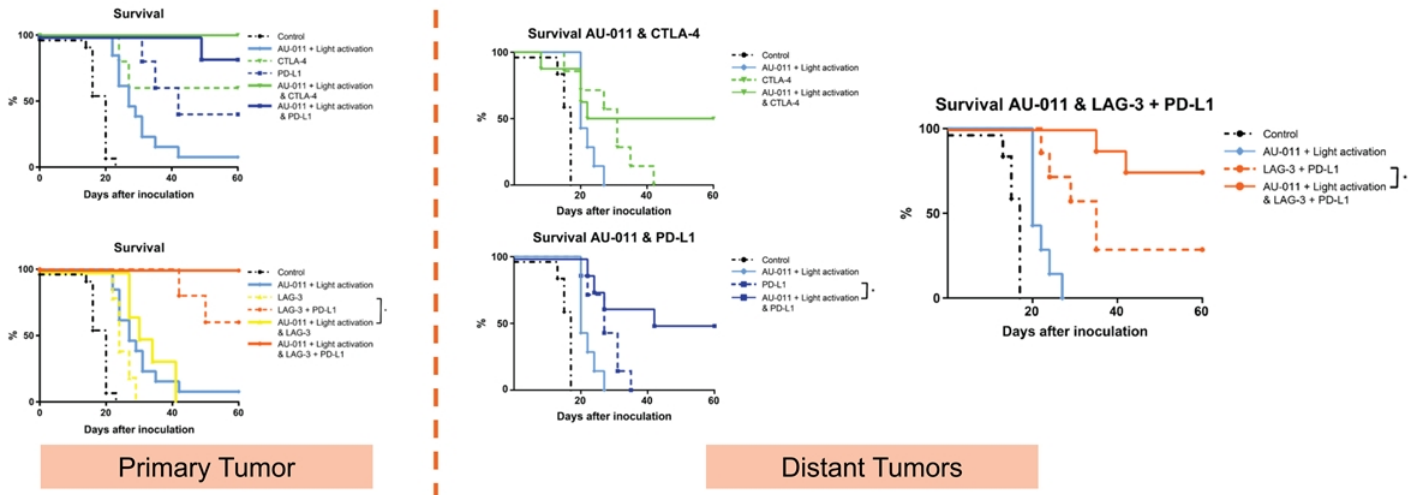 Survival
100
50
0
%
0
20
40
60
Days after inoculation
Control
AU-011 + Light activation
CTLA-4
PD-L1
AU-011 + Light activation
& CTLA-4
AU-011 + Light activation
& PD-L1
Survival
100
50
0
%
0
20
40
60
Days after inoculation
Control
AU-011 + Light activation
LAG-3
LAG-3 + PD-L1
AU-011 + Light activation
& LAG-3
AU-011 + Light activation
& LAG-3 + PD-L1
Primary Tumor
Survival AU-011 & CTLA-4
100
50
0
%
20
40
60
Days after inoculation
Control
AU-011 + Light activation
CTLA-4
AU-011 + Light activation
& CTLA-4
Survival AU-011 & PD-L1
100
50
0
%
20
40
60
Days after inoculation
Control
AU-011 + Light activation
PD-L1
AU-011 + Light activation
& PD-L1
*
Survival AU-011 & LAG-3 + PD-L1
100
50
0
%
20
40
60
Days after inoculation
Control
AU-011 + Light activation
LAG-3 + PD-L1
AU-011 + Light activation
& LAG-3 + PD-L1
*
Distant Tumors